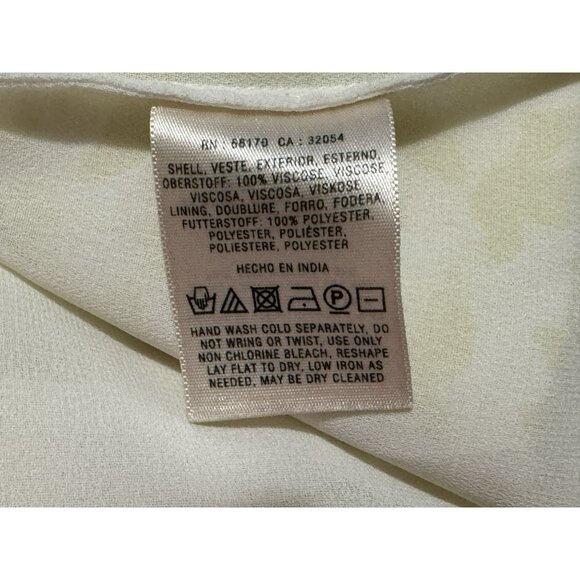 RN 66170 CA : 32054
SHELL, VESTE, EXTERIOR, ESTERNO,
OBERSTOFF: 100% VISCOSE, VISCOSE,
VISCOSA, VISCOSA, VISKOSE
LINING, DOUBLURE, FORRO, FODERA,
FUTTERSTOFF: 100% POLYESTER,
POLYESTER, POLIÉSTER,
POLIESTERE, POLYESTER
HECHO EN INDIA
P
HAND WASH COLD SEPARATELY, DO
NOT WRING OR TWIST, USE ONLY
NON CHLORINE BLEACH, RESHAPE
LAY FLAT TO DRY, LOW IRON AS
NEEDED, MAY BE DRY CLEANED